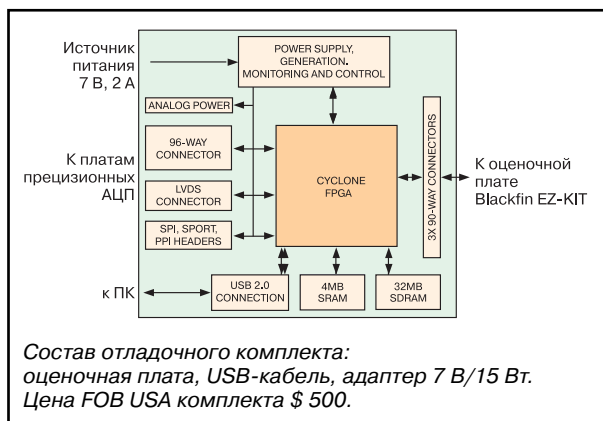 Источник
питания
7 В, 2 А
POWER SUPPLY,
GENERATION.
MONITORING AND CONTROL
ANALOG POWER
96-WAY
CONNECTOR
К платам
прецизионных
АЦП
LVDS
CONNECTOR
SPI, SPORT,
PPI HEADERS
CYCLONE
FPGA
3X 90-WAY CONNECTORS
К оценочной
плате
Blackfin EZ-KIT
к ПК
USB 2.0
CONNECTION
4MB
SRAM
32MB
SDRAM
Состав отладочного комплекта:
оценочная плата, USB-кабель, адаптер 7 В/15 Вт.
Цена FOB USA комплекта $ 500.